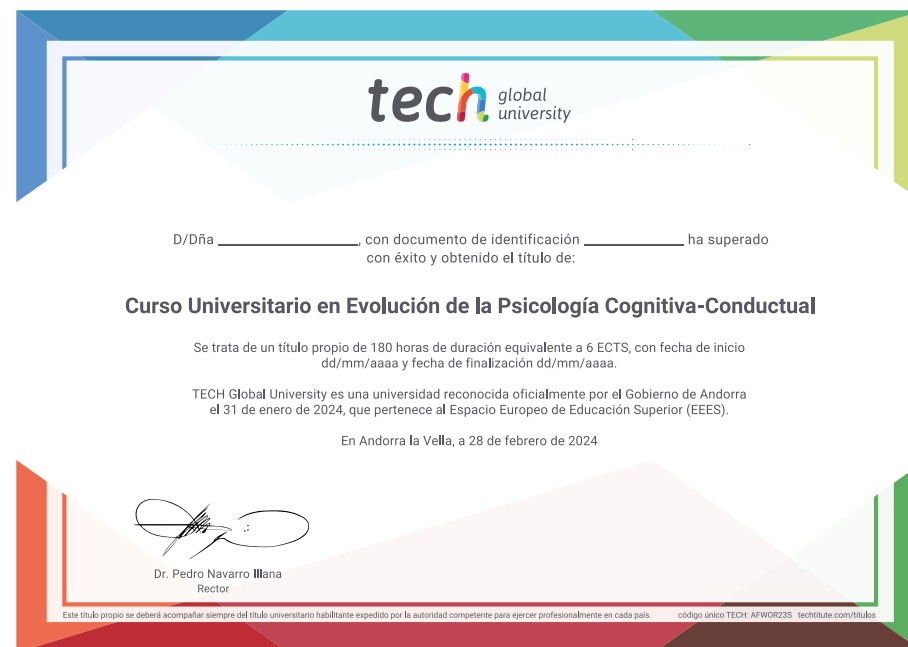 tech global university
D/Dña ____________________, con documento de identificación ______________ ha superado
con éxito y obtenido el título de:
Curso Universitario en Evolución de la Psicología Cognitiva-Conductual
Se trata de un título propio de 180 horas de duración equivalente a 6 ECTS, con fecha de inicio
dd/mm/aaaa y fecha de finalización dd/mm/aaaa.
TECH Global University es una universidad reconocida oficialmente por el Gobierno de Andorra
el 31 de enero de 2024, que pertenece al Espacio Europeo de Educación Superior (EEES).
En Andorra la Vella, a 28 de febrero de 2024
Dr. Pedro Navarro Illana
Rector
Este título propio se deberá acompañar siempre del título universitario habilitante expedido por la autoridad competente para ejercer profesionalmente en cada país. código único TECH: AFWOR23S techtitute.com/titulos